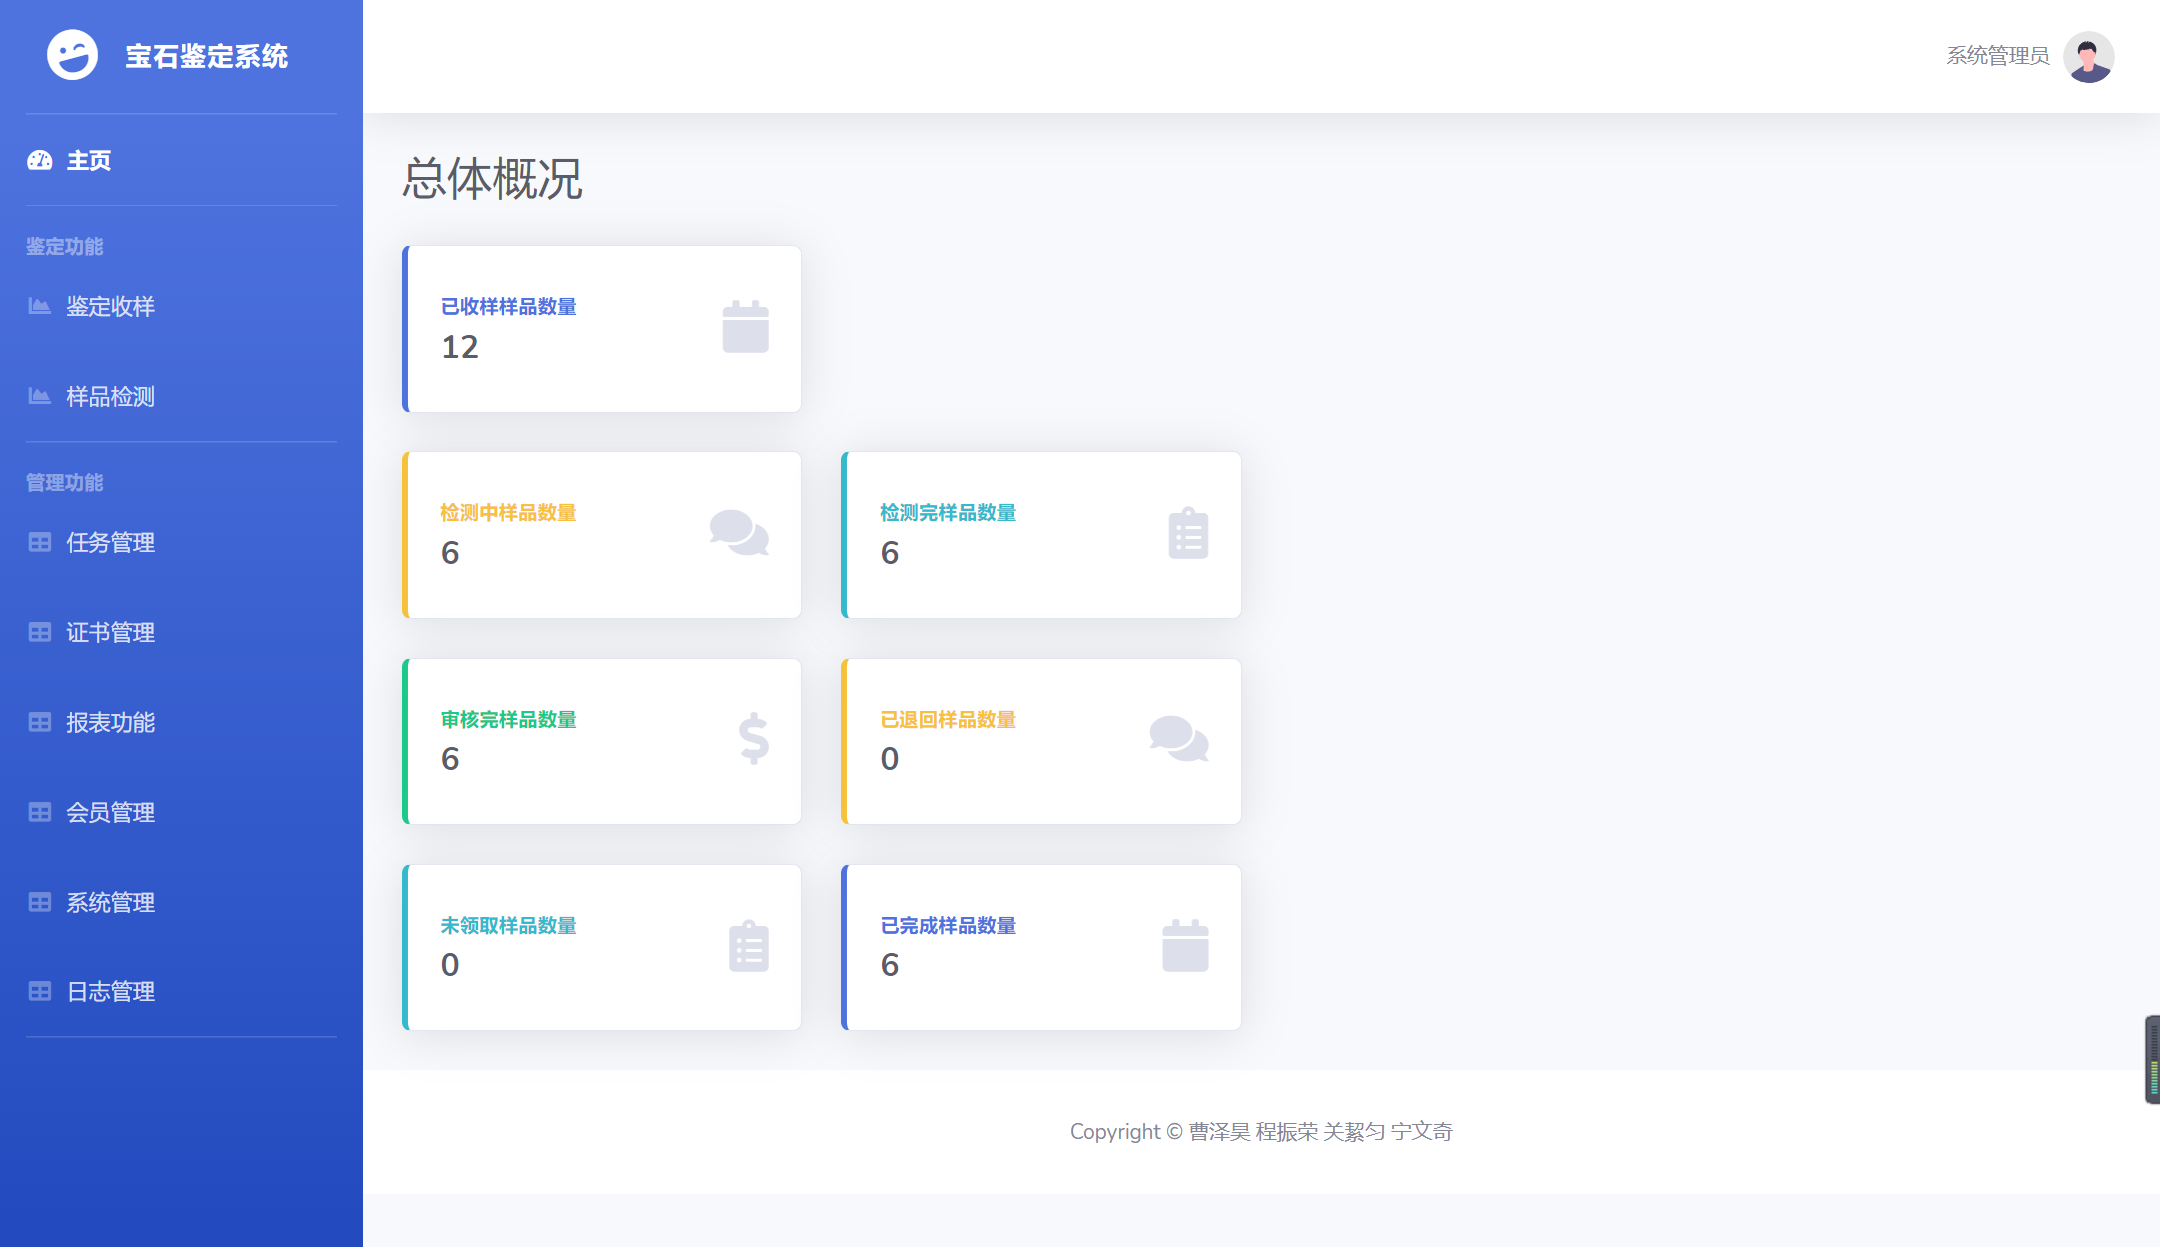 宝石鉴定系统
系统管理员
主页
鉴定功能
鉴定收样
样品检测
管理功能
任务管理
证书管理
报表功能
会员管理
系统管理
日志管理
总体概况
已收样样品数量
12
检测中样品数量
6
检测完样品数量
6
审核完样品数量
6
已退回样品数量
0
未领取样品数量
0
已完成样品数量
6
Copyright © 曹泽昊 程振荣 关絜匀 宁文奇